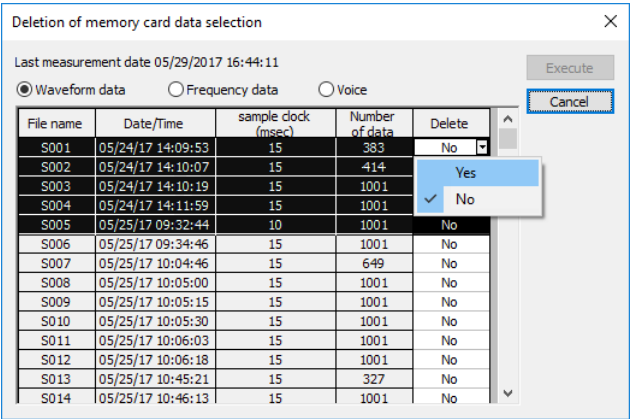 Deletion of memory card data selection
Last measurement date 05/29/2017 16:44:11
Execute
Waveform data Frequency data Voice
Cancel
File name Date/Time sample clock (msec) Number of data Delete
S001 05/24/17 14:09:53 15 383 No
S002 05/24/17 14:10:07 15 414 Yes
S003 05/24/17 14:10:19 15 1001 No
S004 05/24/17 14:11:59 15 1001
S005 05/25/17 09:32:44 10 1001 No
S006 05/25/17 09:34:46 15 1001 No
S007 05/25/17 10:04:46 15 649 No
S008 05/25/17 10:05:00 15 1001 No
S009 05/25/17 10:05:15 15 1001 No
S010 05/25/17 10:05:30 15 1001 No
S011 05/25/17 10:06:03 15 1001 No
S012 05/25/17 10:06:18 15 1001 No
S013 05/25/17 10:45:21 15 327 No
S014 05/25/17 10:46:13 15 1001 No